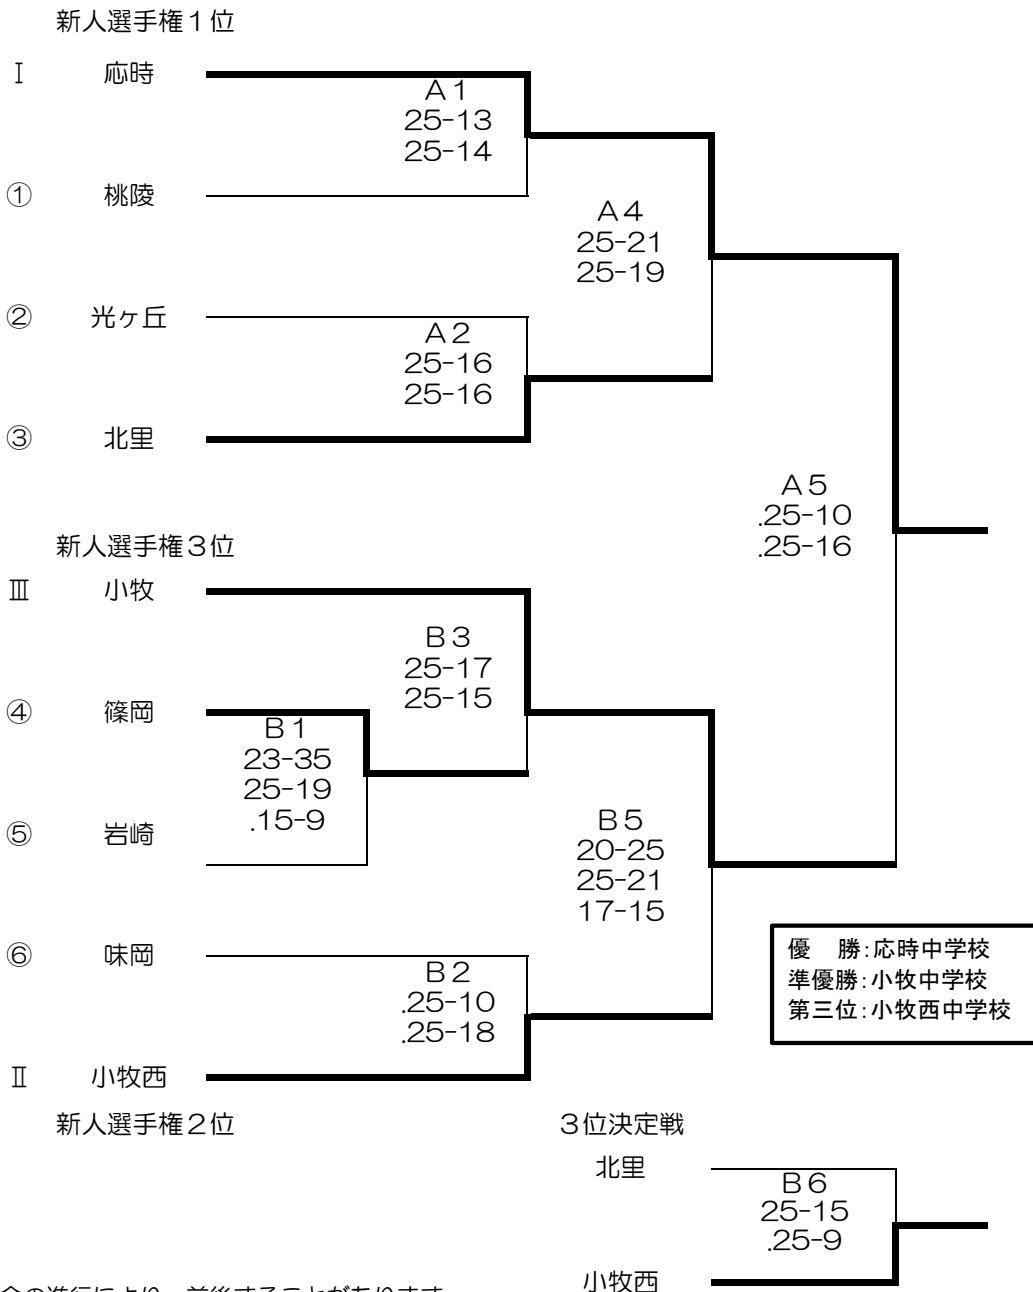 新人選手権１位
Ⅰ 応時
Ａ１
25-13
25-14
① 桃陵
Ａ４
25-21
25-19
② 光ヶ丘
Ａ２
25-16
25-16
③ 北里
Ａ５
.25-10
.25-16
新人選手権３位
Ⅲ 小牧
Ｂ３
25-17
25-15
④ 篠岡
Ｂ１
23-35
25-19
.15-9
⑤ 岩崎
Ｂ５
20-25
25-21
17-15
⑥ 味岡
Ｂ２
.25-10
.25-18
優　勝：応時中学校
準優勝：小牧中学校
第三位：小牧西中学校
Ⅱ 小牧西
新人選手権２位
３位決定戦
北里
Ｂ６
25-15
.25-9
小牧西